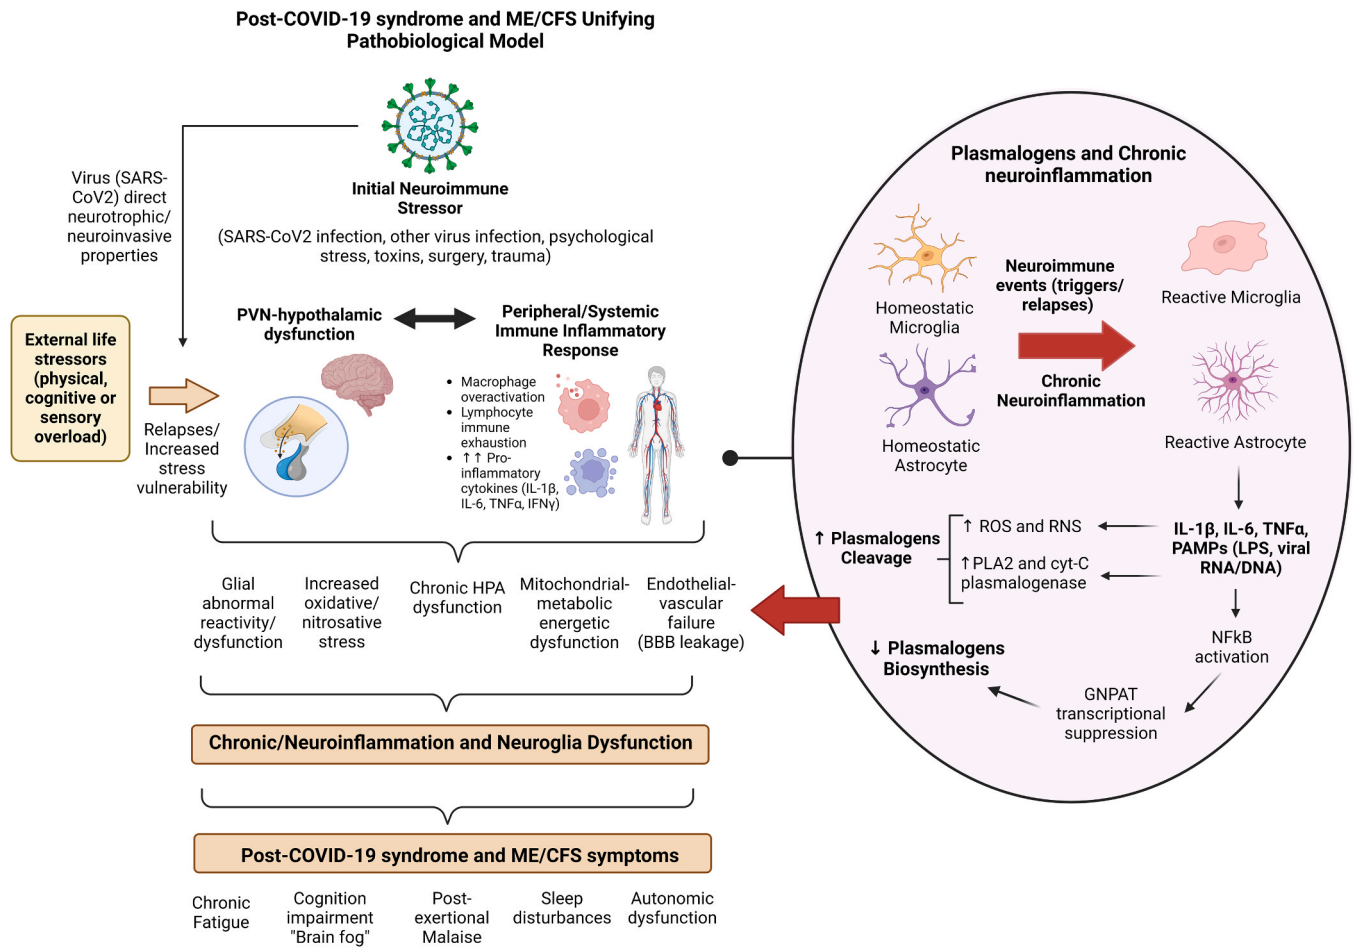 Post-COVID-19 syndrome and ME/CFS Unifying
Pathobiological Model
Virus (SARS-
CoV2) direct
neurotrophic/
neuroinvasive
properties
Initial Neuroimmune
Stressor
(SARS-CoV2 infection, other virus infection, psychological
stress, toxins, surgery, trauma)
External life
stressors
(physical,
cognitive or
sensory
overload)
Relapses/
Increased
stress
vulnerability
PVN-hypothalamic
dysfunction
Peripheral/Systemic
Immune Inflammatory
Response
• Macrophage
overactivation
• Lymphocyte
immune
exhaustion
• ↑↑ Pro-
inflammatory
cytokines (IL-1β,
IL-6, TNFα, IFNγ)
Glial
abnormal
reactivity/
dysfunction
Increased
oxidative/
nitrosative
stress
Chronic HPA
dysfunction
Mitochondrial-
metabolic
energetic
dysfunction
Endothelial-
vascular
failure
(BBB leakage)
Chronic/Neuroinflammation and Neuroglia Dysfunction
Post-COVID-19 syndrome and ME/CFS symptoms
Chronic
Fatigue
Cognition
impairment
"Brain fog"
Post-
exertional
Malaise
Sleep
disturbances
Autonomic
dysfunction
Plasmalogens and Chronic
neuroinflammation
Homeostatic
Microglia
Neuroimmune
events (triggers/
relapses)
Reactive Microglia
Chronic
Neuroinflammation
Homeostatic
Astrocyte
Reactive Astrocyte
IL-1β, IL-6, TNFα,
PAMPs (LPS, viral
RNA/DNA)
↑ ROS and RNS
↑PLA2 and cyt-C
plasmalogenase
↑ Plasmalogens
Cleavage
NFkB
activation
GNPAT
transcriptional
suppression
↓ Plasmalogens
Biosynthesis